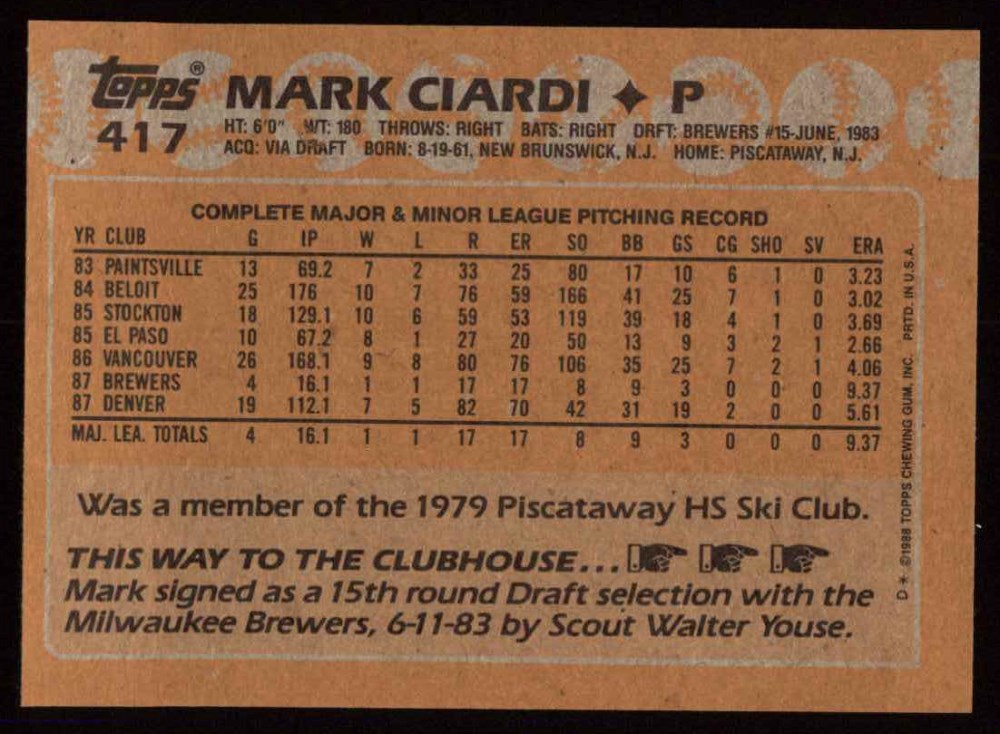 Topps® MARK CIARDI ✦ P
417
HT: 6'0" WT: 180 THROWS: RIGHT BATS: RIGHT DRFT: BREWERS #15-JUNE, 1983
ACQ: VIA DRAFT BORN: 8-19-61, NEW BRUNSWICK, N.J. HOME: PISCATAWAY, N.J.
COMPLETE MAJOR & MINOR LEAGUE PITCHING RECORD
YR CLUB G IP W L R ER SO BB GS CG SHO SV ERA
83 PAINTSVILLE 13 69.2 7 2 33 25 80 17 10 6 1 0 3.23
84 BELOIT 25 176 10 7 76 59 166 41 25 7 1 0 3.02
85 STOCKTON 18 129.1 10 6 59 53 119 39 18 4 1 0 3.69
85 EL PASO 10 67.2 8 1 27 20 50 13 9 3 2 1 2.66
86 VANCOUVER 26 168.1 9 8 80 76 106 35 25 7 2 1 4.06
87 BREWERS 4 16.1 1 1 17 17 8 9 3 0 0 0 9.37
87 DENVER 19 112.1 7 5 82 70 42 31 19 2 0 0 5.61
MAJ. LEA. TOTALS 4 16.1 1 1 17 17 8 9 3 0 0 0 9.37
Was a member of the 1979 Piscataway HS Ski Club.
THIS WAY TO THE CLUBHOUSE...
Mark signed as a 15th round Draft selection with the
Milwaukee Brewers, 6-11-83 by Scout Walter Youse.
D* ©1988 TOPPS CHEWING GUM, INC. PRTD. IN U.S.A.